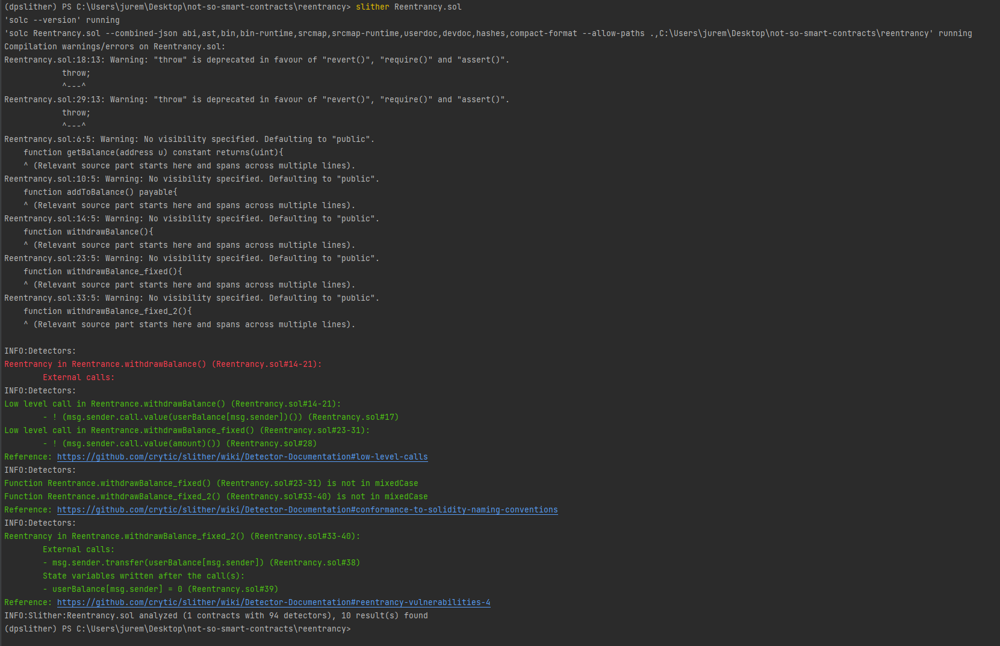 (dpslither) PS C:\Users\jurem\Desktop\not-so-smart-contracts\reentrancy> slither Reentrancy.sol
'solc --version' running
'solc Reentrancy.sol --combined-json abi,ast,bin,bin-runtime,srcmap,srcmap-runtime,userdoc,devdoc,hashes,compact-format --allow-paths .,C:\Users\jurem\Desktop\not-so-smart-contracts\reentrancy' running
Compilation warnings/errors on Reentrancy.sol:
Reentrancy.sol:18:13: Warning: "throw" is deprecated in favour of "revert()", "require()" and "assert()".
            throw;
            ^---^
Reentrancy.sol:29:13: Warning: "throw" is deprecated in favour of "revert()", "require()" and "assert()".
            throw;
            ^---^
Reentrancy.sol:6:5: Warning: No visibility specified. Defaulting to "public".
    function getBalance(address u) constant returns(uint){
    ^ (Relevant source part starts here and spans across multiple lines).
Reentrancy.sol:10:5: Warning: No visibility specified. Defaulting to "public".
    function addToBalance() payable{
    ^ (Relevant source part starts here and spans across multiple lines).
Reentrancy.sol:14:5: Warning: No visibility specified. Defaulting to "public".
    function withdrawBalance(){
    ^ (Relevant source part starts here and spans across multiple lines).
Reentrancy.sol:23:5: Warning: No visibility specified. Defaulting to "public".
    function withdrawBalance_fixed(){
    ^ (Relevant source part starts here and spans across multiple lines).
Reentrancy.sol:33:5: Warning: No visibility specified. Defaulting to "public".
    function withdrawBalance_fixed_2(){
    ^ (Relevant source part starts here and spans across multiple lines).

INFO:Detectors:
Reentrancy in Reentrance.withdrawBalance() (Reentrancy.sol#14-21):
        External calls:
INFO:Detectors:
Low level call in Reentrance.withdrawBalance() (Reentrancy.sol#14-21):
        - ! (msg.sender.call.value(userBalance[msg.sender])()) (Reentrancy.sol#17)
Low level call in Reentrance.withdrawBalance_fixed() (Reentrancy.sol#23-31):
        - ! (msg.sender.call.value(amount)()) (Reentrancy.sol#28)
Reference: https://github.com/crytic/slither/wiki/Detector-Documentation#low-level-calls
INFO:Detectors:
Function Reentrance.withdrawBalance_fixed() (Reentrancy.sol#23-31) is not in mixedCase
Function Reentrance.withdrawBalance_fixed_2() (Reentrancy.sol#33-40) is not in mixedCase
Reference: https://github.com/crytic/slither/wiki/Detector-Documentation#conformance-to-solidity-naming-conventions
INFO:Detectors:
Reentrancy in Reentrance.withdrawBalance_fixed_2() (Reentrancy.sol#33-40):
        External calls:
        - msg.sender.transfer(userBalance[msg.sender]) (Reentrancy.sol#38)
        State variables written after the call(s):
        - userBalance[msg.sender] = 0 (Reentrancy.sol#39)
Reference: https://github.com/crytic/slither/wiki/Detector-Documentation#reentrancy-vulnerabilities-4
INFO:Slither:Reentrancy.sol analyzed (1 contracts with 94 detectors), 10 result(s) found
(dpslither) PS C:\Users\jurem\Desktop\not-so-smart-contracts\reentrancy>